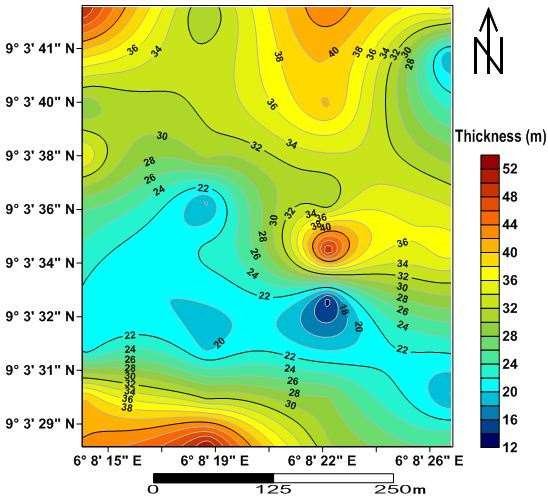 9° 3' 41" N
9° 3' 40" N
9° 3' 38" N
9° 3' 36" N
9° 3' 34" N
9° 3' 32" N
9° 3' 31" N
9° 3' 29" N
6° 8' 15" E 6° 8' 19" E 6° 8' 22" E 6° 8' 26" E
0 125 250m
N
Thickness (m)
52
48
44
40
36
32
28
24
20
16
12
36 34 38 40 38 36 34 32 30 28
36
30 32 34
28
26
24 22
30 32 34 36 38 40
28
26
24
22
36
34
32
30
28
26
24
22
18 20
20
22
24
26
28
30
32
34
36
38
22
24
26
28
30